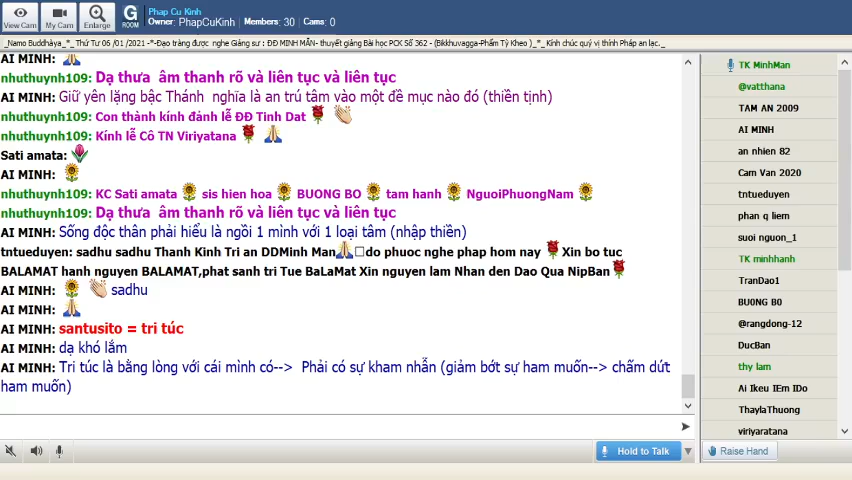 View Cam
My Cam
Enlarge
G
ROOM
Phap Cu Kinh
Owner: PhapCuKinh Members: 30 Cams: 0
_Namo Buddhàya_*_ Thứ Tư 06 /01 /2021 -*-Đạo tràng được nghe Giảng sư : ĐĐ MINH MẪN- thuyết giảng Bài học PCK Số 362 - (Bikkhuvagga-Phẩm Tỳ Kheo )_*_ Kính chúc quý vị thính Pháp an lạc._
AI MINH:
nhuthuynh109: Dạ thưa âm thanh rõ và liên tục và liên tục
AI MINH: Giữ yên lặng bậc Thánh nghĩa là an trú tâm vào một đề mục nào đó (thiền tịnh)
nhuthuynh109: Con thành kính đảnh lễ ĐĐ Tinh Dat
nhuthuynh109: Kính lễ Cô TN Viriyatana
Sati amata:
AI MINH:
nhuthuynh109: KC Sati amata sis hien hoa BUONG BO tam hanh NguoiPhuongNam
nhuthuynh109: Dạ thưa âm thanh rõ và liên tục và liên tục
AI MINH: Sống độc thân phải hiểu là ngồi 1 mình với 1 loại tâm (nhập thiền)
tntueduyen: sadhu sadhu Thanh Kinh Tri an DDMinh Man do phuoc nghe phap hom nay Xin bo tuc
BALAMAT hanh nguyen BALAMAT,phat sanh tri Tue BaLaMat Xin nguyen lam Nhan den Dao Qua NipBan
AI MINH: sadhu
AI MINH:
AI MINH: santusito = tri túc
AI MINH: dạ khó lắm
AI MINH: Tri túc là bằng lòng với cái mình có--> Phải có sự kham nhẫn (giảm bớt sự ham muốn--> chấm dứt
ham muốn)
Hold to Talk
TK MinhMan
@vatthana
TAM AN 2009
AI MINH
an nhien 82
Cam Van 2020
tntueduyen
phan q liem
suoi nguon_1
TK minhhanh
TranDao1
BU0NG B0
@rangdong-12
DucBan
thy lam
Ai Ikeu IEm IDo
ThaylaThuong
viriyaratana
Raise Hand